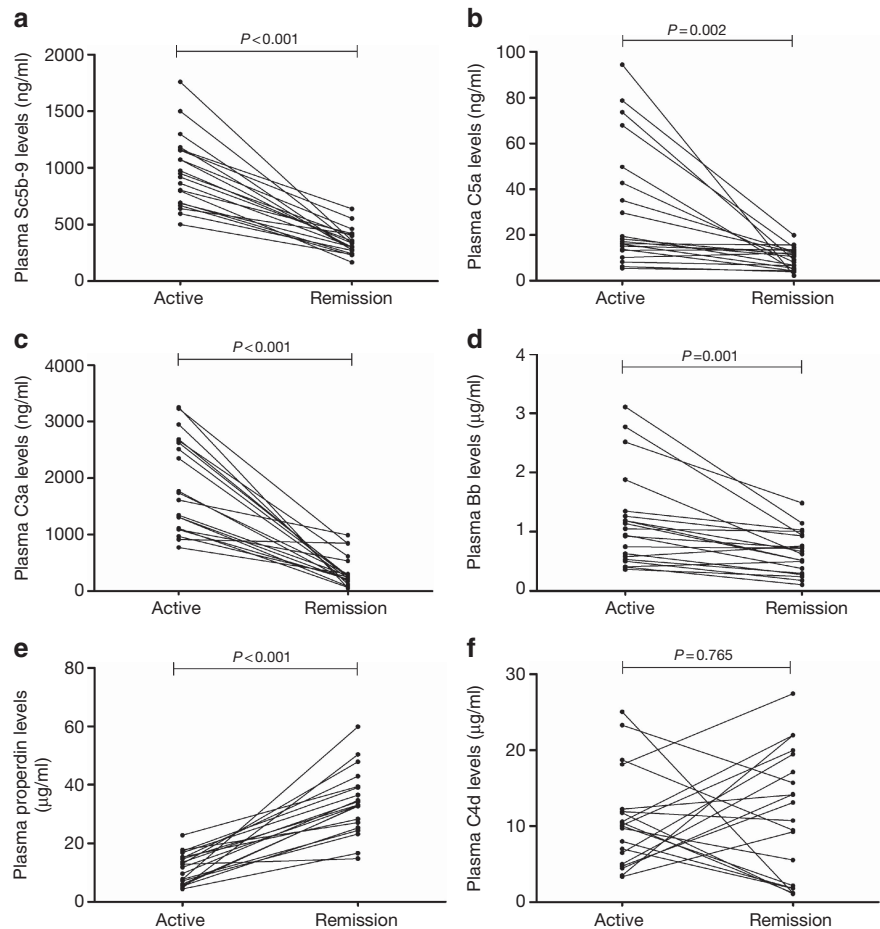 a
P<0.001
Plasma Sc5b-9 levels (ng/ml)
2000
1500
1000
500
0
Active Remission
b
P=0.002
Plasma C5a levels (ng/ml)
100
80
60
40
20
0
Active Remission
c
P<0.001
Plasma C3a levels (ng/ml)
4000
3000
2000
1000
0
Active Remission
d
P=0.001
Plasma Bb levels (μg/ml)
4
3
2
1
0
Active Remission
e
P<0.001
Plasma properdin levels
(μg/ml)
80
60
40
20
0
Active Remission
f
P=0.765
Plasma C4d levels (μg/ml)
30
20
10
0
Active Remission